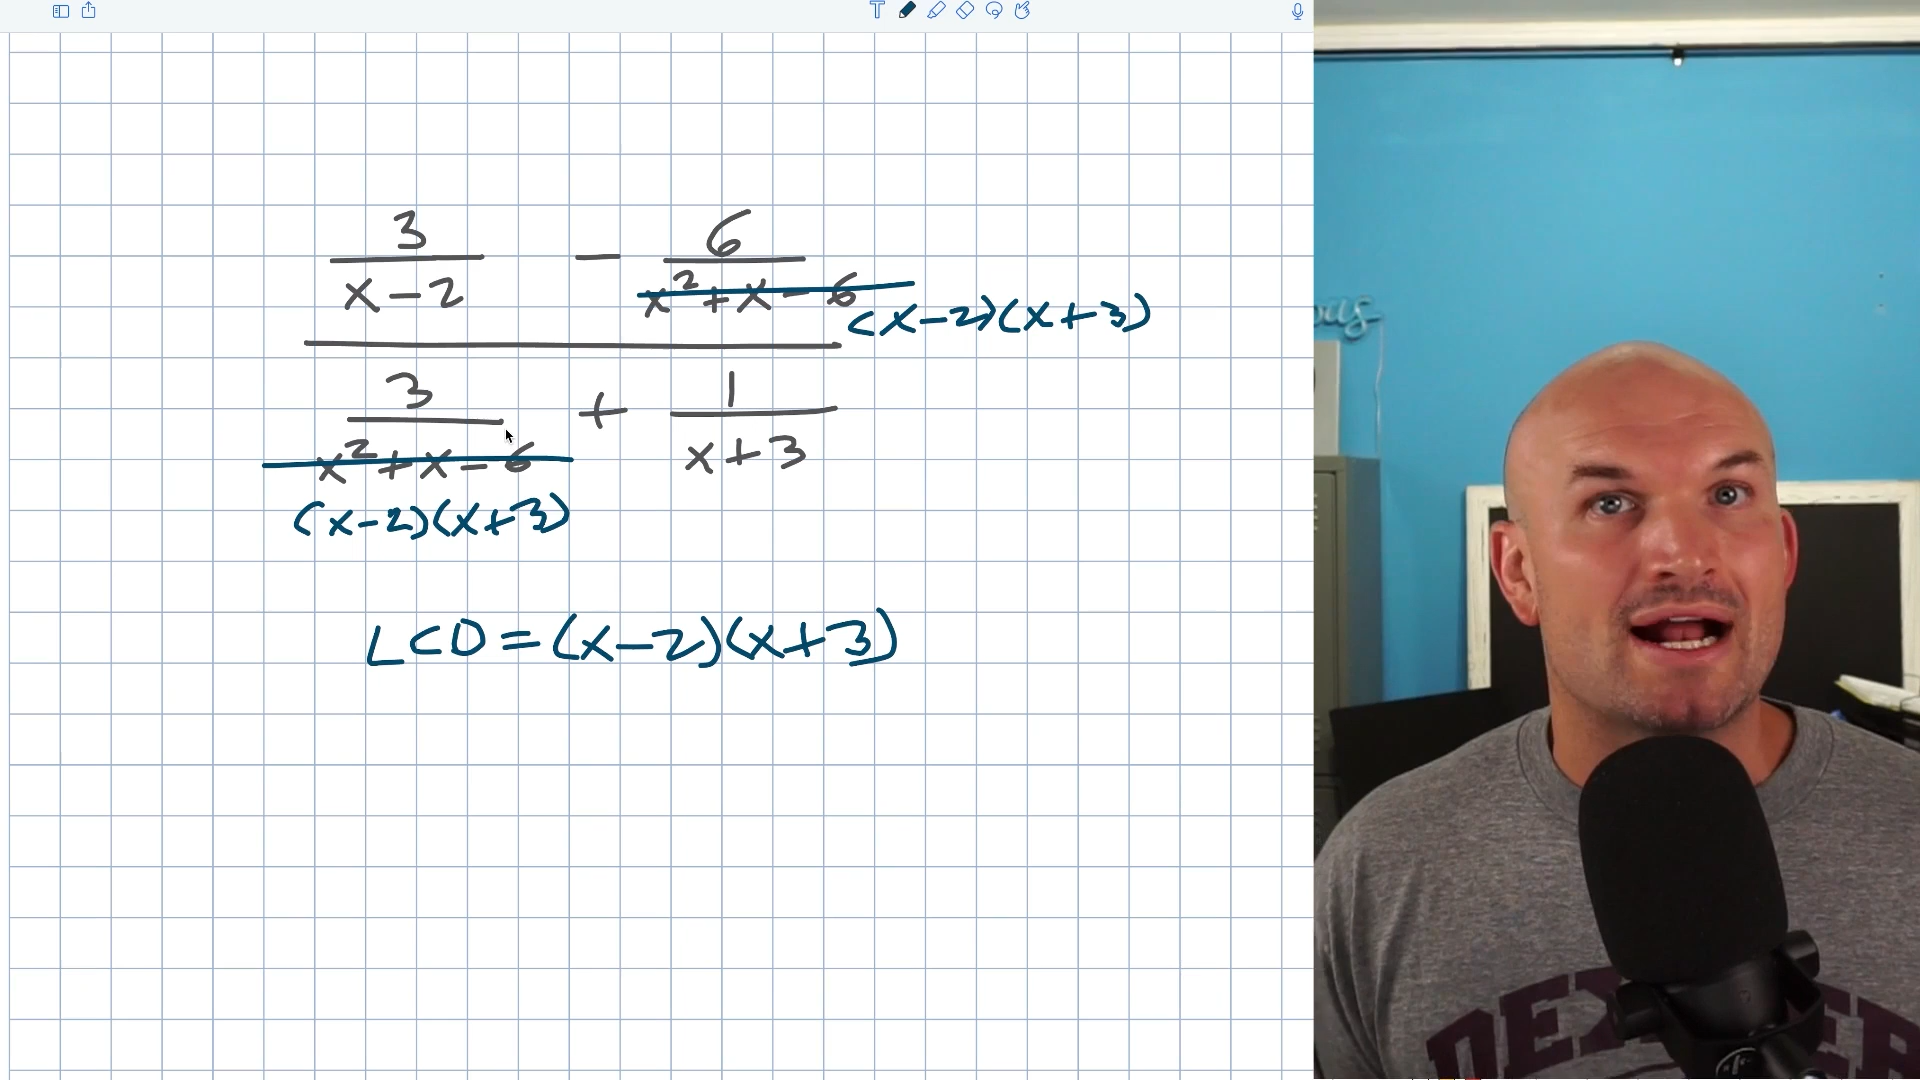 3 − 6
x−2 x²+x−6 (x−2)(x+3)
3 + 1
x²+x−6 x+3
(x−2)(x+3)
LCD=(x−2)(x+3)